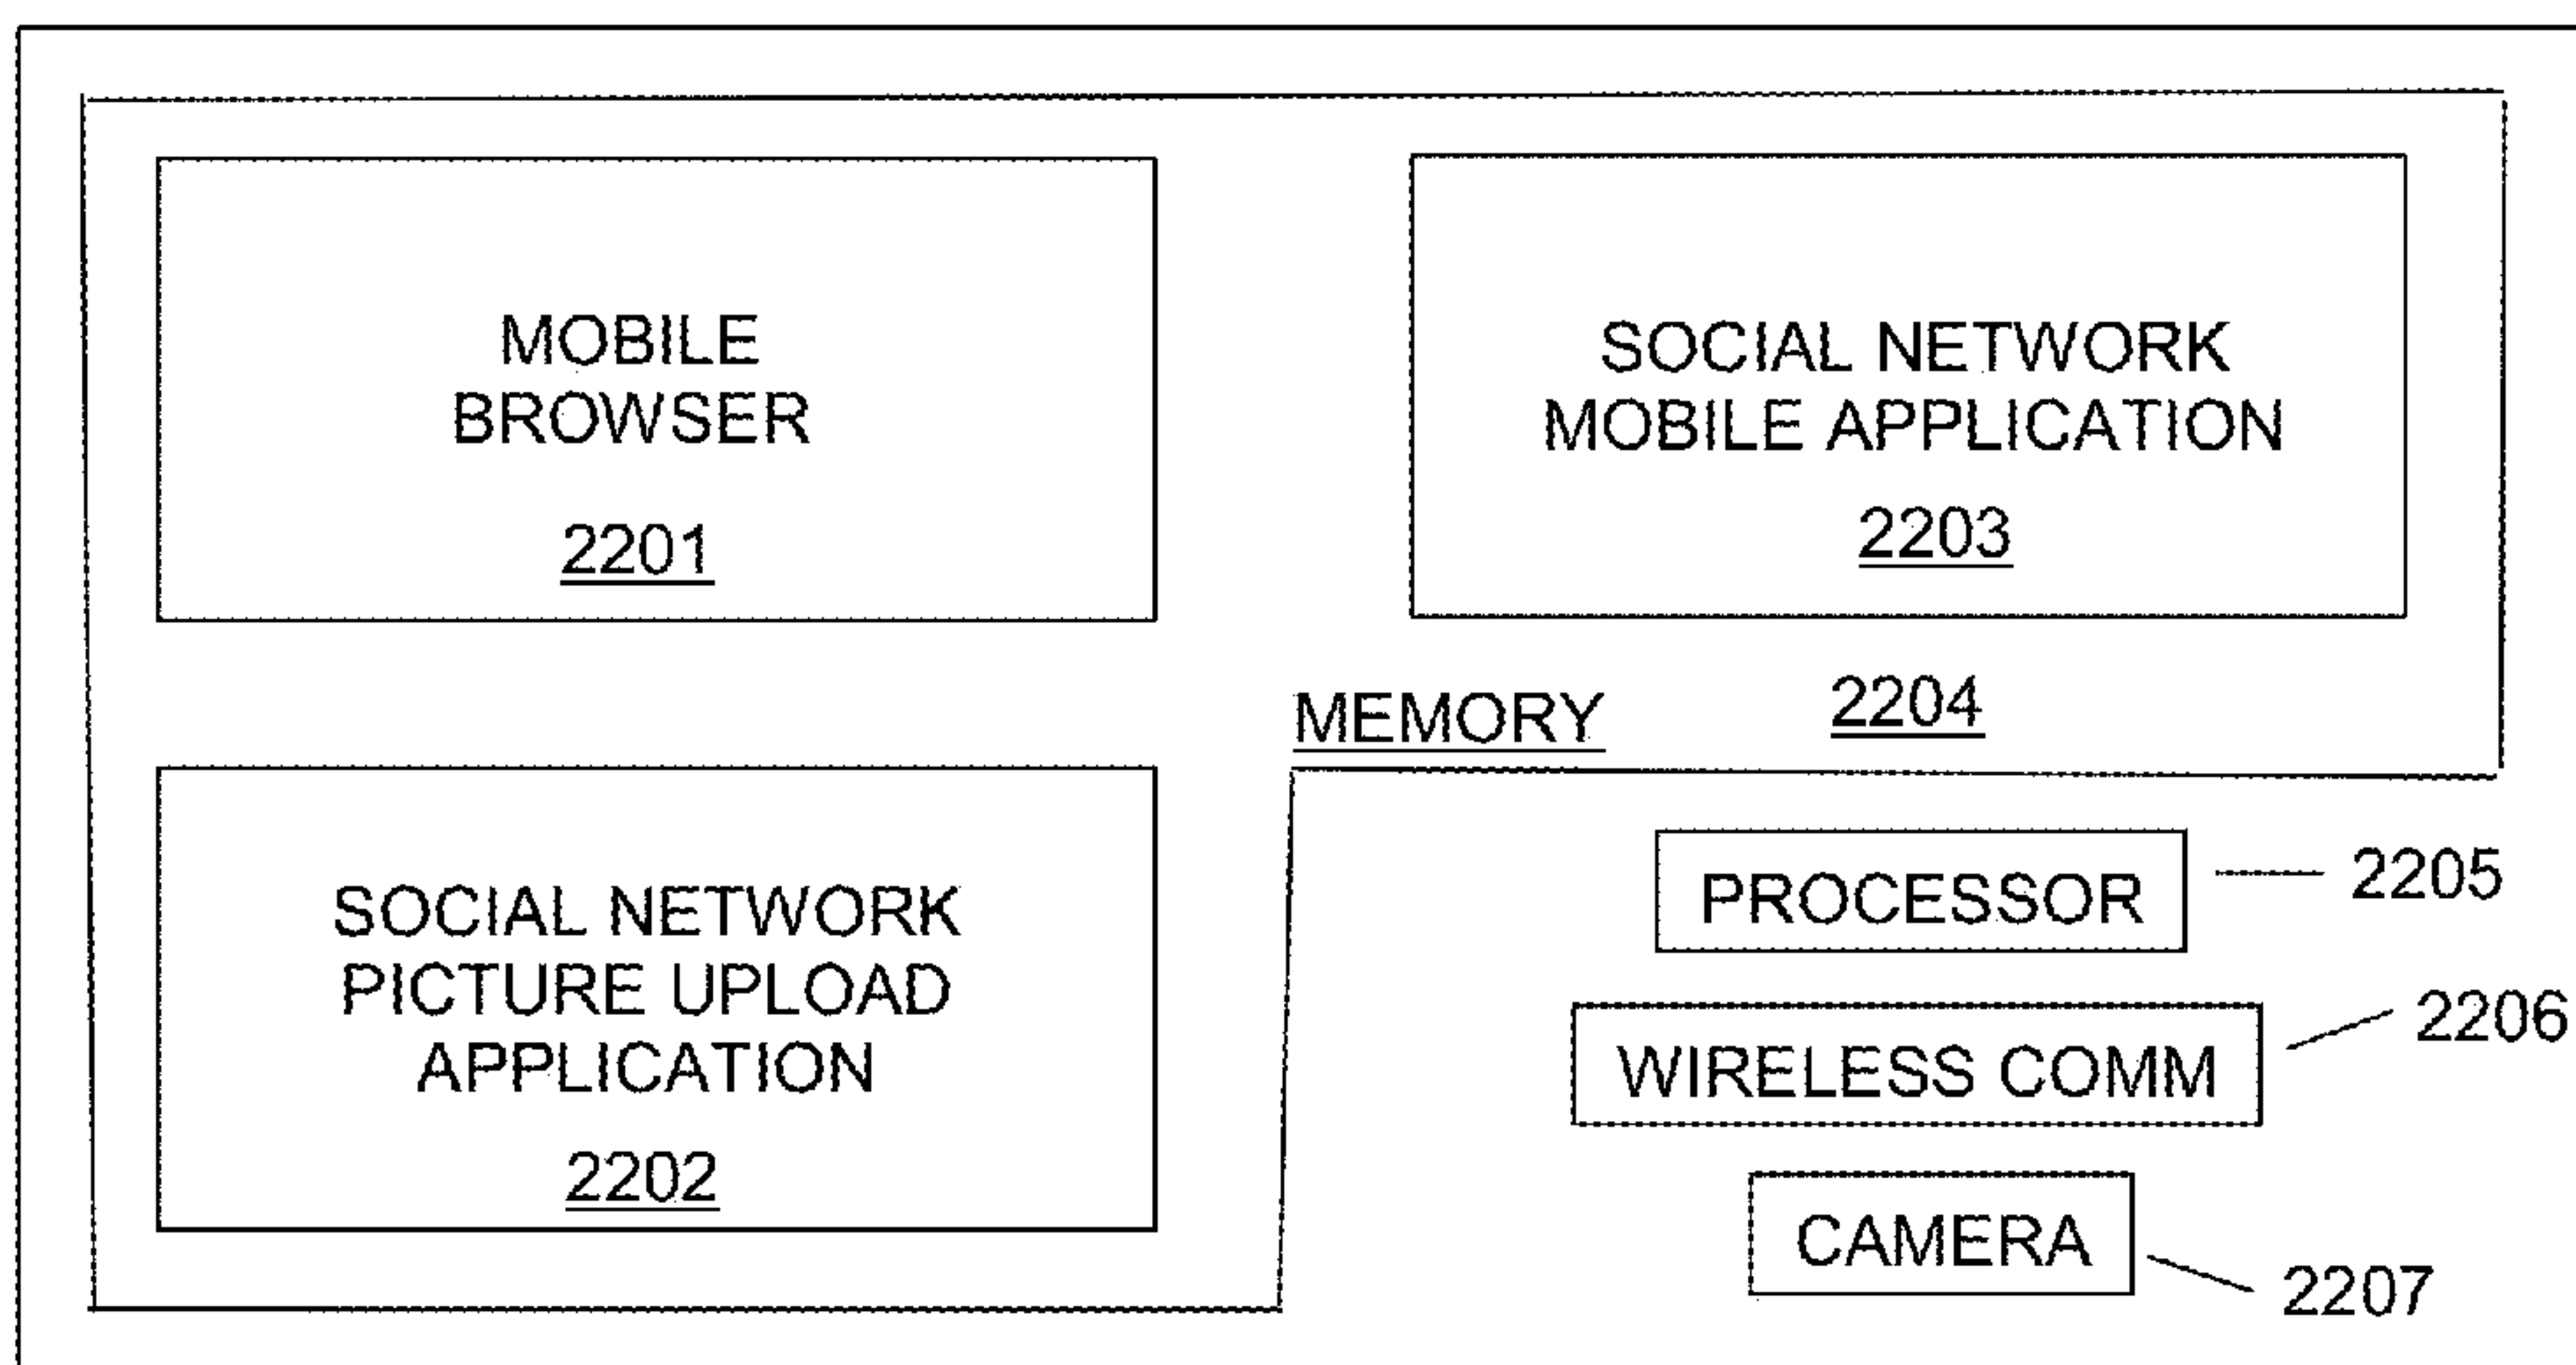 MOBILE
BROWSER
2201
SOCIAL NETWORK
MOBILE APPLICATION
2203
MEMORY 2204
SOCIAL NETWORK
PICTURE UPLOAD
APPLICATION
2202
PROCESSOR 2205
WIRELESS COMM 2206
CAMERA 2207